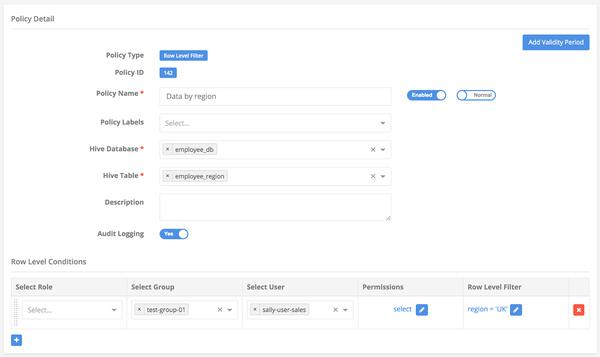 Policy Detail
Add Validity Period
Policy Type Row Level Filter
Policy ID 142
Policy Name * Data by region Enabled Normal
Policy Labels Select...
Hive Database * × employee_db ×
Hive Table * × employee_region ×
Description
Audit Logging Yes
Row Level Conditions
Select Role Select Group Select User Permissions Row Level Filter
Select... × test-group-01 × × sally-user-sales × select region = 'UK' ×
+